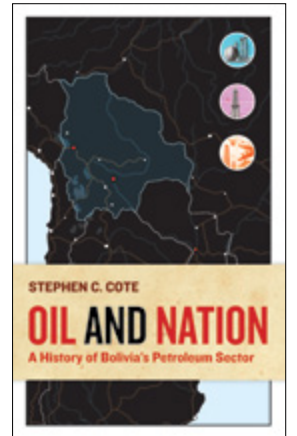 STEPHEN C. COTE
OIL AND NATION
A History of Bolivia's Petroleum Sector